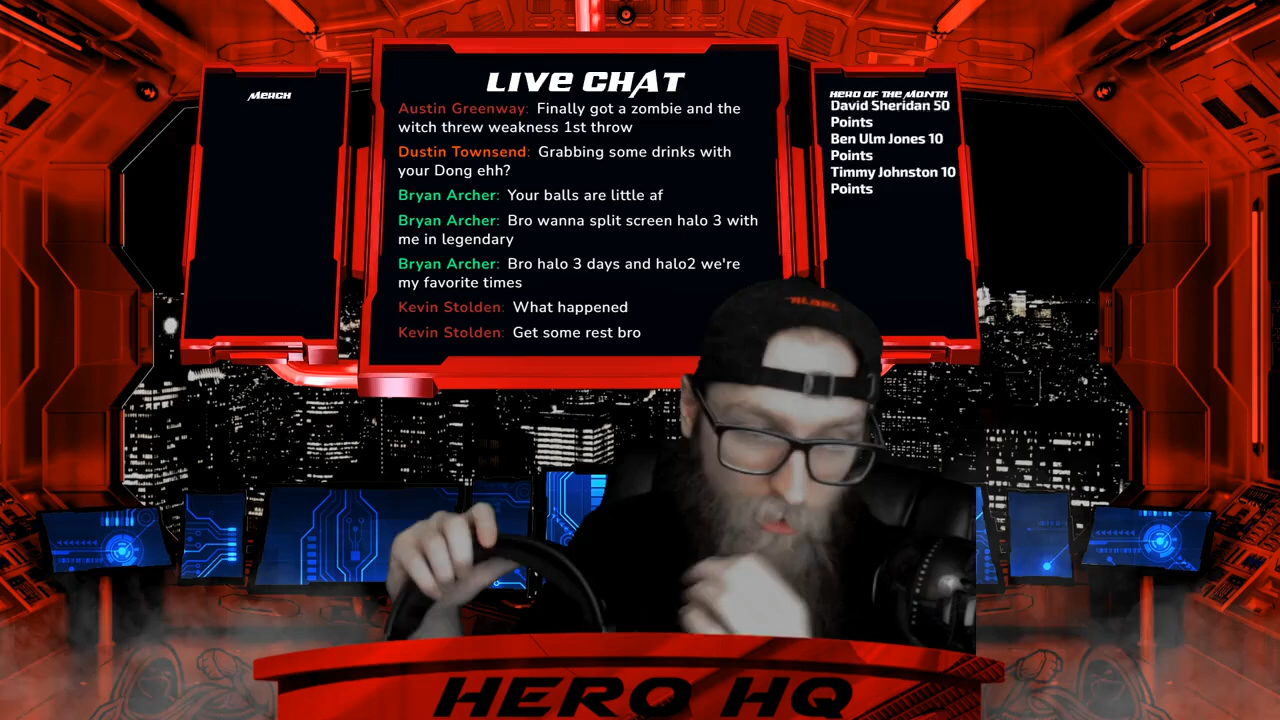 LIVE CHAT
Austin Greenway: Finally got a zombie and the
witch threw weakness 1st throw
Dustin Townsend: Grabbing some drinks with
your Dong ehh?
Bryan Archer: Your balls are little af
Bryan Archer: Bro wanna split screen halo 3 with
me in legendary
Bryan Archer: Bro halo 3 days and halo2 we're
my favorite times
Kevin Stolden: What happened
Kevin Stolden: Get some rest bro
Merch
Hero of the Month
David Sheridan 50
Points
Ben Ulm Jones 10
Points
Timmy Johnston 10
Points
HERO HQ